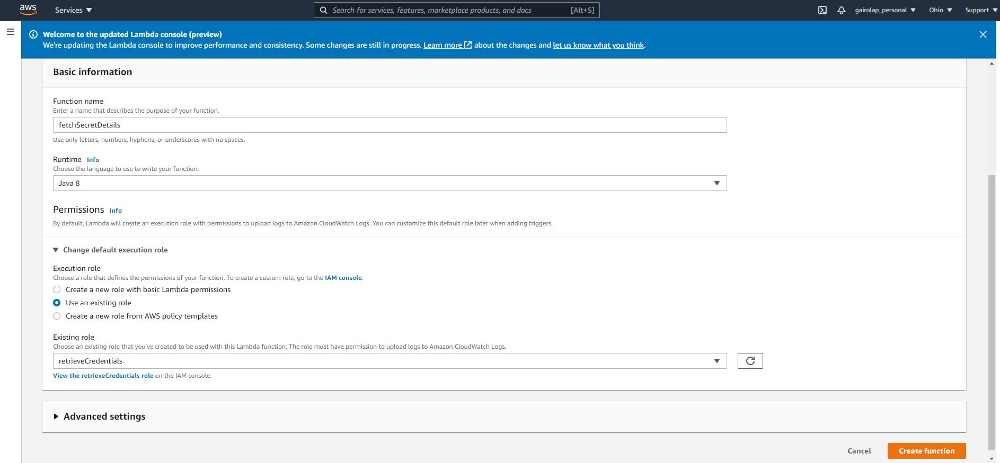 aws Services Search for services, features, marketplace products, and docs [Alt+S] gairolap_personal Ohio Support
Welcome to the updated Lambda console (preview)
We're updating the Lambda console to improve performance and consistency. Some changes are still in progress. Learn more about the changes and let us know what you think.
Basic information
Function name
Enter a name that describes the purpose of your function.
fetchSecretDetails
Use only letters, numbers, hyphens, or underscores with no spaces.
Runtime Info
Choose the language to use to write your function.
Java 8
Permissions Info
By default, Lambda will create an execution role with permissions to upload logs to Amazon CloudWatch Logs. You can customize this default role later when adding triggers.
Change default execution role
Execution role
Choose a role that defines the permissions of your function. To create a custom role, go to the IAM console.
Create a new role with basic Lambda permissions
Use an existing role
Create a new role from AWS policy templates
Existing role
Choose an existing role that you've created to be used with this Lambda function. The role must have permission to upload logs to Amazon CloudWatch Logs.
retrieveCredentials
View the retrieveCredentials role on the IAM console.
Advanced settings
Cancel Create function